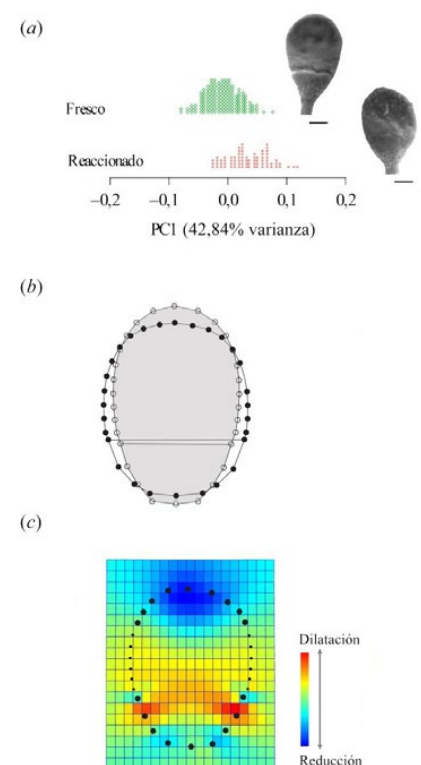 (a)
Fresco
Reaccionado
−0,2 −0,1 0,0 0,1 0,2
PC1 (42,84% varianza)
(b)
(c)
Dilatación
Reducción